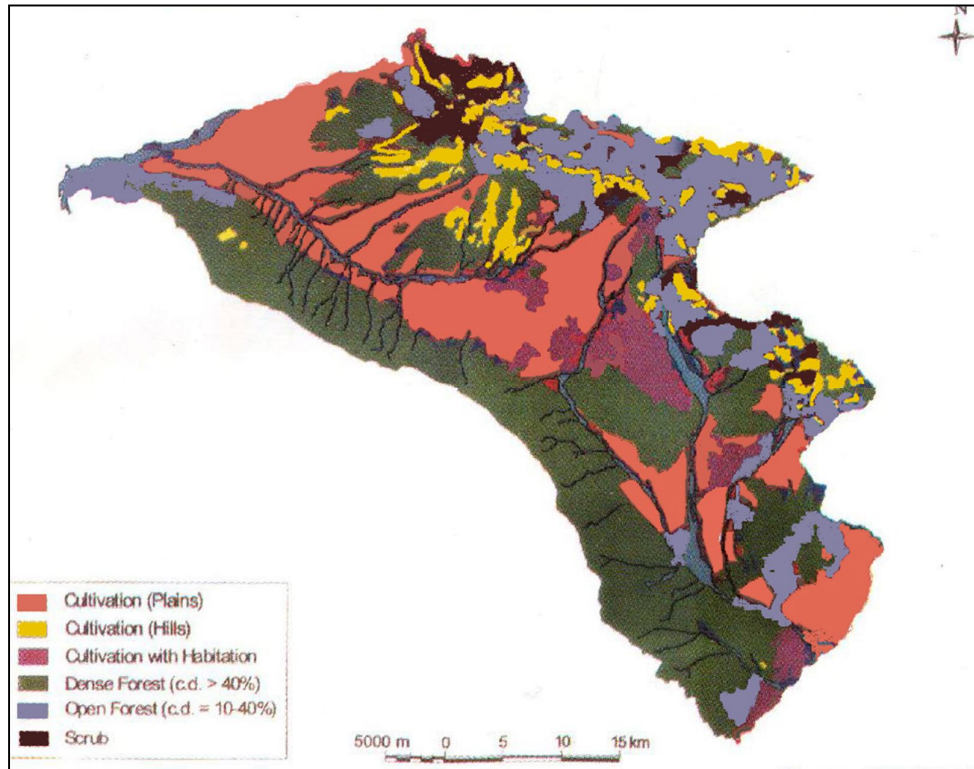 N
Cultivation (Plains)
Cultivation (Hills)
Cultivation with Habitation
Dense Forest (c.d. > 40%)
Open Forest (c.d. = 10-40%)
Scrub
5000 m 0 5 10 15 km